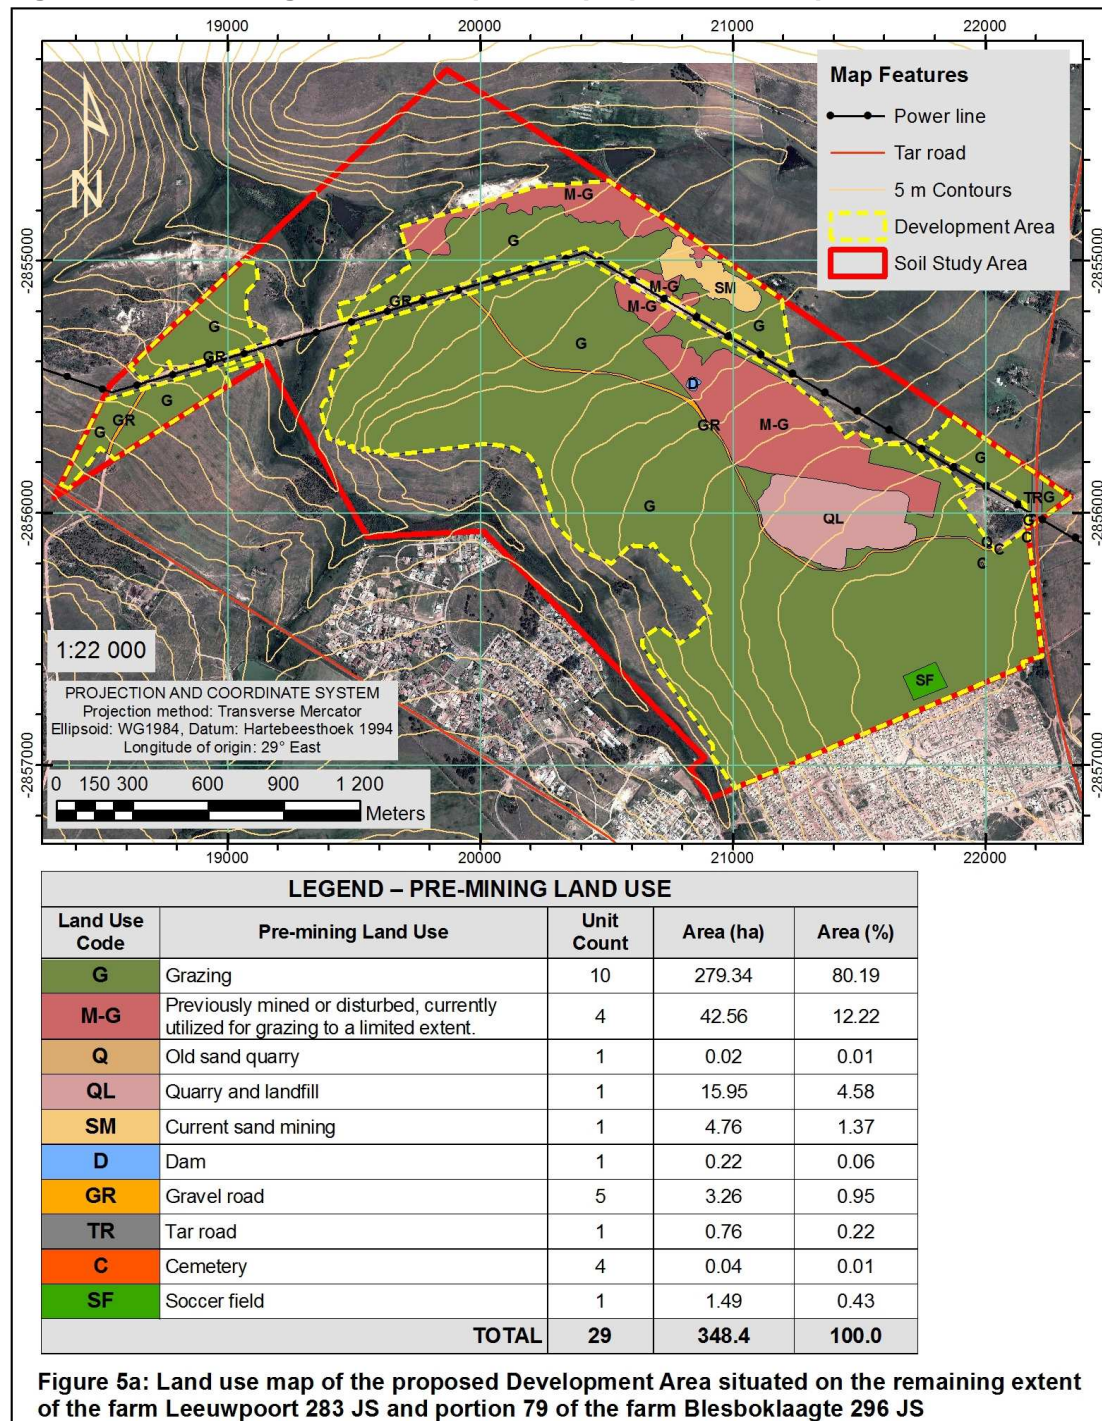 19000 20000 21000 22000
Map Features
Power line
Tar road
5 m Contours
Development Area
Soil Study Area
N
-2855000 -2855000
-2856000 -2856000
-2857000 -2857000
M-G
G
SM
M-G
M-G
GR
G
G
GR
G
G
GR
G
D
GR
M-G
G
G
QL
TR G
G
Q
C
C
C
SF
1:22 000
PROJECTION AND COORDINATE SYSTEM
Projection method: Transverse Mercator
Ellipsoid: WG1984, Datum: Hartebeesthoek 1994
Longitude of origin: 29° East
0 150 300 600 900 1 200
Meters
19000 20000 21000 22000
LEGEND – PRE-MINING LAND USE
Land Use Code Pre-mining Land Use Unit Count Area (ha) Area (%)
G Grazing 10 279.34 80.19
M-G Previously mined or disturbed, currently utilized for grazing to a limited extent. 4 42.56 12.22
Q Old sand quarry 1 0.02 0.01
QL Quarry and landfill 1 15.95 4.58
SM Current sand mining 1 4.76 1.37
D Dam 1 0.22 0.06
GR Gravel road 5 3.26 0.95
TR Tar road 1 0.76 0.22
C Cemetery 4 0.04 0.01
SF Soccer field 1 1.49 0.43
TOTAL 29 348.4 100.0
Figure 5a: Land use map of the proposed Development Area situated on the remaining extent
of the farm Leeuwpoort 283 JS and portion 79 of the farm Blesboklaagte 296 JS